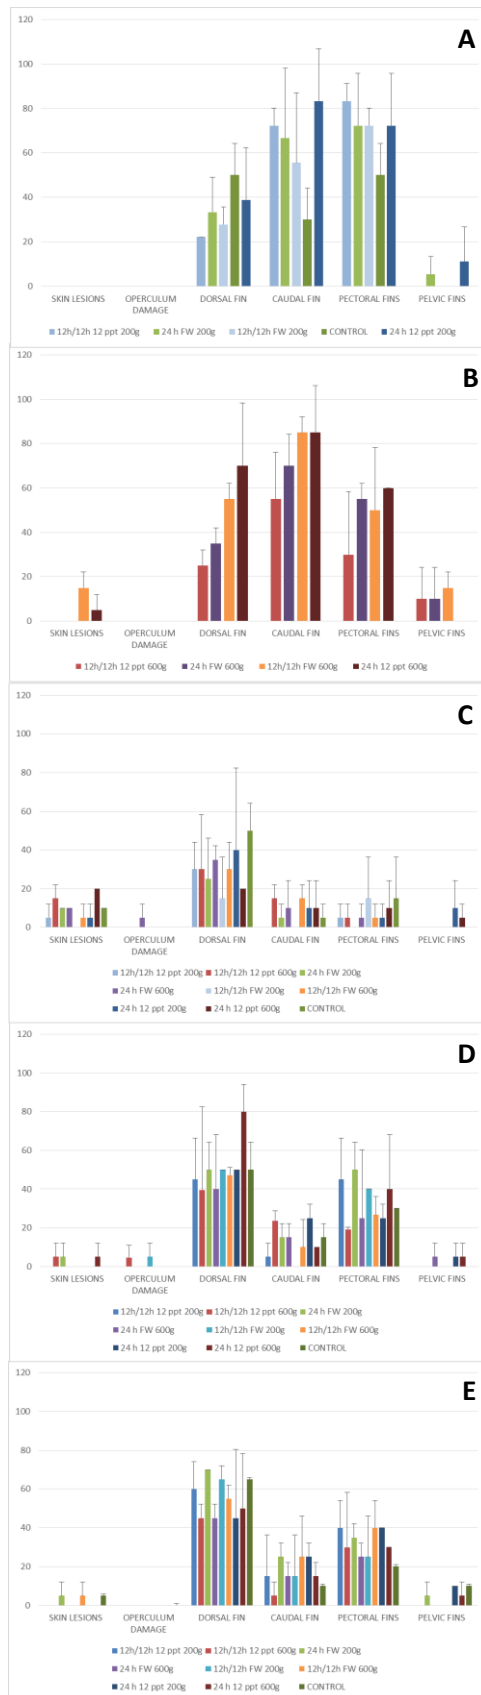 A
120
100
80
60
40
20
0
SKIN LESIONS OPERCULUM DORSAL FIN CAUDAL FIN PECTORAL FINS PELVIC FINS
DAMAGE
12h/12h 12 ppt 200g 24 h FW 200g 12h/12h FW 200g CONTROL 24 h 12 ppt 200g
B
120
100
80
60
40
20
0
SKIN LESIONS OPERCULUM DORSAL FIN CAUDAL FIN PECTORAL FINS PELVIC FINS
DAMAGE
12h/12h 12 ppt 600g 24 h FW 600g 12h/12h FW 600g 24 h 12 ppt 600g
C
120
100
80
60
40
20
0
SKIN LESIONS OPERCULUM DORSAL FIN CAUDAL FIN PECTORAL FINS PELVIC FINS
DAMAGE
12h/12h 12 ppt 200g 12h/12h 12 ppt 600g 24 h FW 200g
24 h FW 600g 12h/12h FW 200g 12h/12h FW 600g
24 h 12 ppt 200g 24 h 12 ppt 600g CONTROL
D
120
100
80
60
40
20
0
SKIN LESIONS OPERCULUM DORSAL FIN CAUDAL FIN PECTORAL FINS PELVIC FINS
DAMAGE
12h/12h 12 ppt 200g 12h/12h 12 ppt 600g 24 h FW 200g
24 h FW 600g 12h/12h FW 200g 12h/12h FW 600g
24 h 12 ppt 200g 24 h 12 ppt 600g CONTROL
E
120
100
80
60
40
20
0
SKIN LESIONS OPERCULUM DORSAL FIN CAUDAL FIN PECTORAL FINS PELVIC FINS
DAMAGE
12h/12h 12 ppt 200g 12h/12h 12 ppt 600g 24 h FW 200g
24 h FW 600g 12h/12h FW 200g 12h/12h FW 600g
24 h 12 ppt 200g 24 h 12 ppt 600g CONTROL